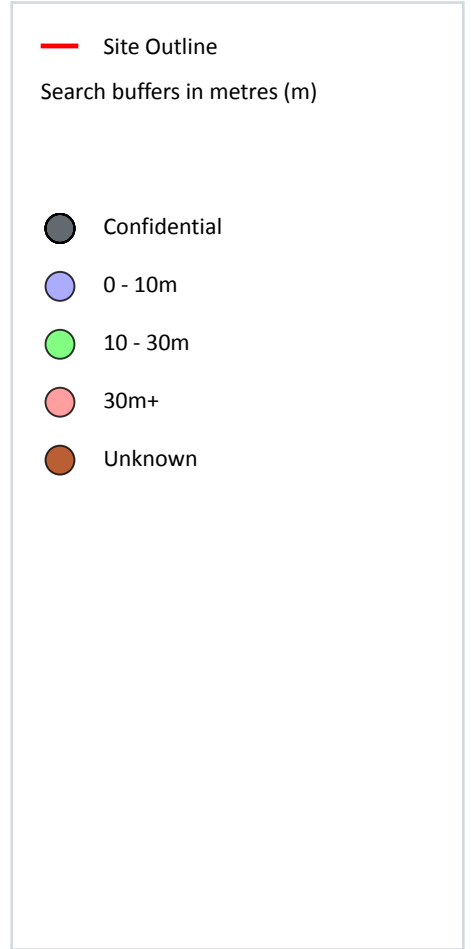 Site Outline
Search buffers in metres (m)
Confidential
0 - 10m
10 - 30m
30m+
Unknown